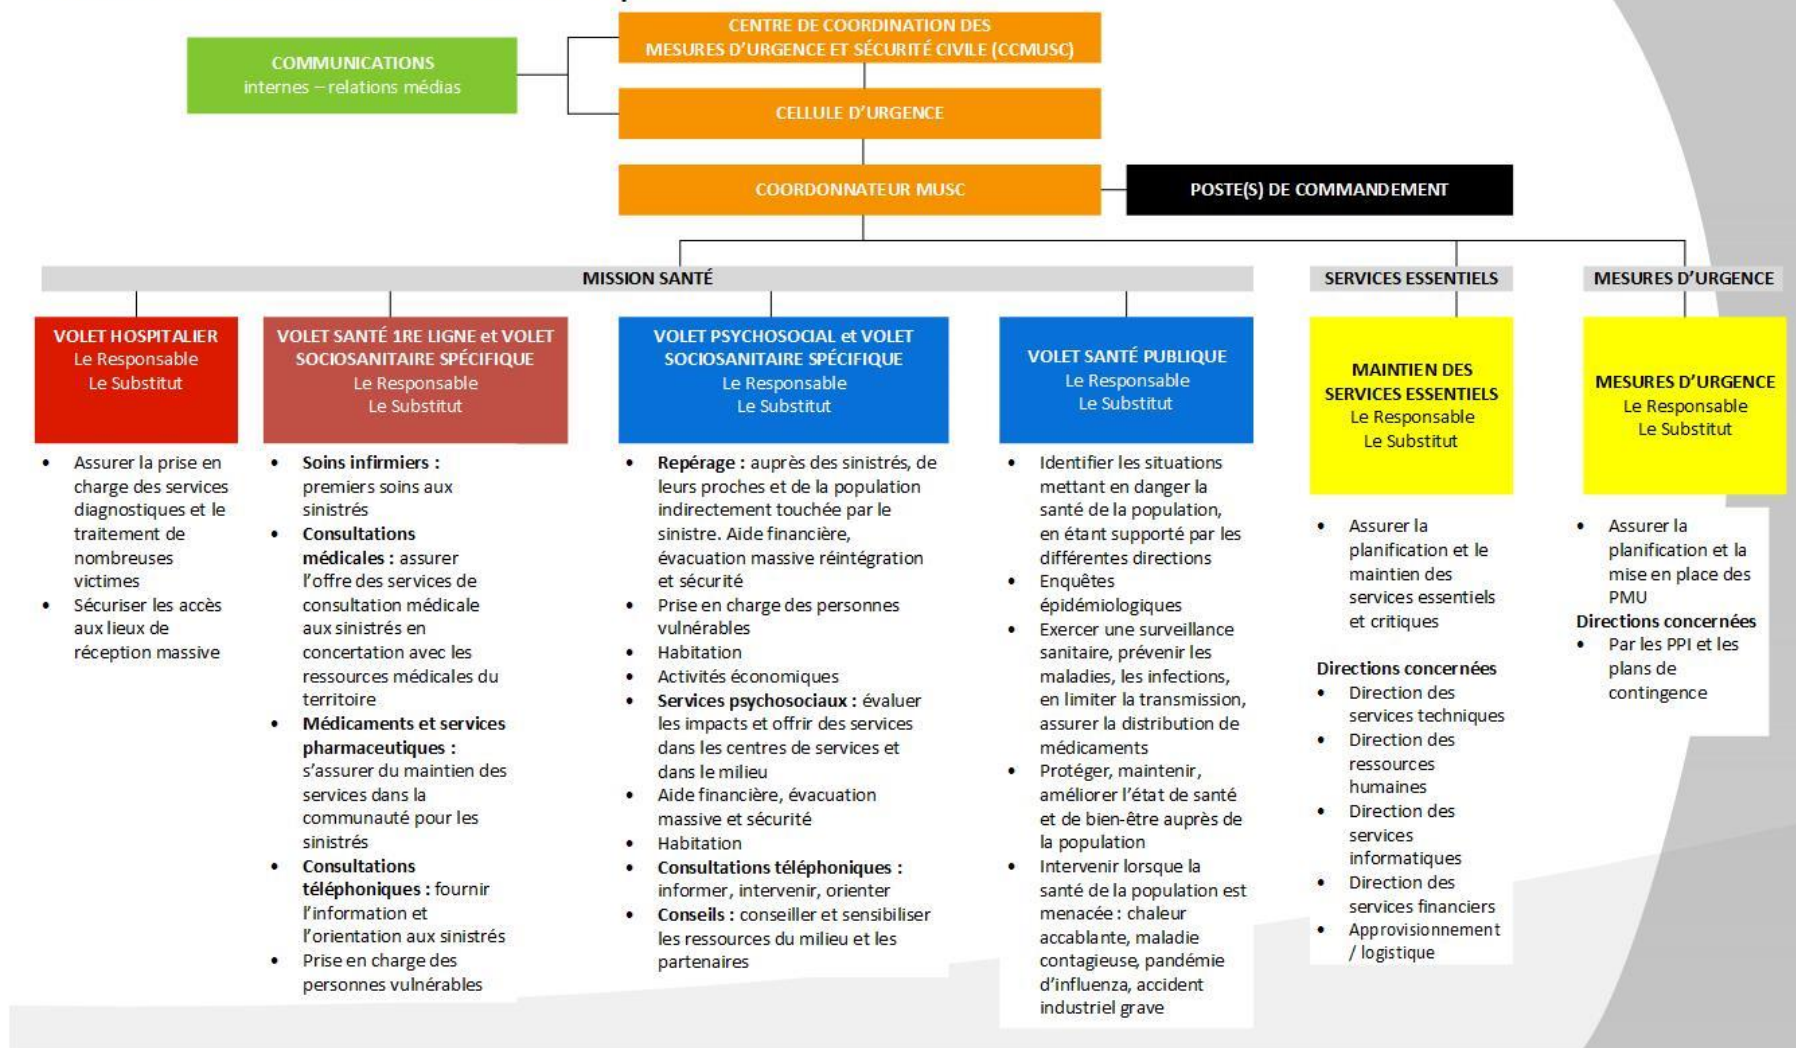 CENTRE DE COORDINATION DES
MESURES D'URGENCE ET SÉCURITÉ CIVILE (CCMUSC)
COMMUNICATIONS
internes – relations médias
CELLULE D'URGENCE
COORDONNATEUR MUSC
POSTE(S) DE COMMANDEMENT
MISSION SANTÉ
SERVICES ESSENTIELS
MESURES D'URGENCE
VOLET HOSPITALIER
Le Responsable
Le Substitut
• Assurer la prise en
charge des services
diagnostiques et le
traitement de
nombreuses
victimes
• Sécuriser les accès
aux lieux de
réception massive
VOLET SANTÉ 1RE LIGNE et VOLET
SOCIOSANITAIRE SPÉCIFIQUE
Le Responsable
Le Substitut
• Soins infirmiers :
premiers soins aux
sinistrés
• Consultations
médicales : assurer
l'offre des services de
consultation médicale
aux sinistrés en
concertation avec les
ressources médicales du
territoire
• Médicaments et services
pharmaceutiques :
s'assurer du maintien des
services dans la
communauté pour les
sinistrés
• Consultations
téléphoniques : fournir
l'information et
l'orientation aux sinistrés
• Prise en charge des
personnes vulnérables
VOLET PSYCHOSOCIAL et VOLET
SOCIOSANITAIRE SPÉCIFIQUE
Le Responsable
Le Substitut
• Repérage : auprès des sinistrés, de
leurs proches et de la population
indirectement touchée par le
sinistre. Aide financière,
évacuation massive réintégration
et sécurité
• Prise en charge des personnes
vulnérables
• Habitation
• Activités économiques
• Services psychosociaux : évaluer
les impacts et offrir des services
dans les centres de services et
dans le milieu
• Aide financière, évacuation
massive et sécurité
• Habitation
• Consultations téléphoniques :
informer, intervenir, orienter
• Conseils : conseiller et sensibiliser
les ressources du milieu et les
partenaires
VOLET SANTÉ PUBLIQUE
Le Responsable
Le Substitut
• Identifier les situations
mettant en danger la
santé de la population,
en étant supporté par les
différentes directions
• Enquêtes
épidémiologiques
• Exercer une surveillance
sanitaire, prévenir les
maladies, les infections,
en limiter la transmission,
assurer la distribution de
médicaments
• Protéger, maintenir,
améliorer l'état de santé
et de bien-être auprès de
la population
• Intervenir lorsque la
santé de la population est
menacée : chaleur
accablante, maladie
contagieuse, pandémie
d'influenza, accident
industriel grave
MAINTIEN DES
SERVICES ESSENTIELS
Le Responsable
Le Substitut
• Assurer la
planification et le
maintien des
services essentiels
et critiques
Directions concernées
• Direction des
services techniques
• Direction des
ressources
humaines
• Direction des
services
informatiques
• Direction des
services financiers
• Approvisionnement
/ logistique
MESURES D'URGENCE
Le Responsable
Le Substitut
• Assurer la
planification et la
mise en place des
PMU
Directions concernées
• Par les PPI et les
plans de
contingence